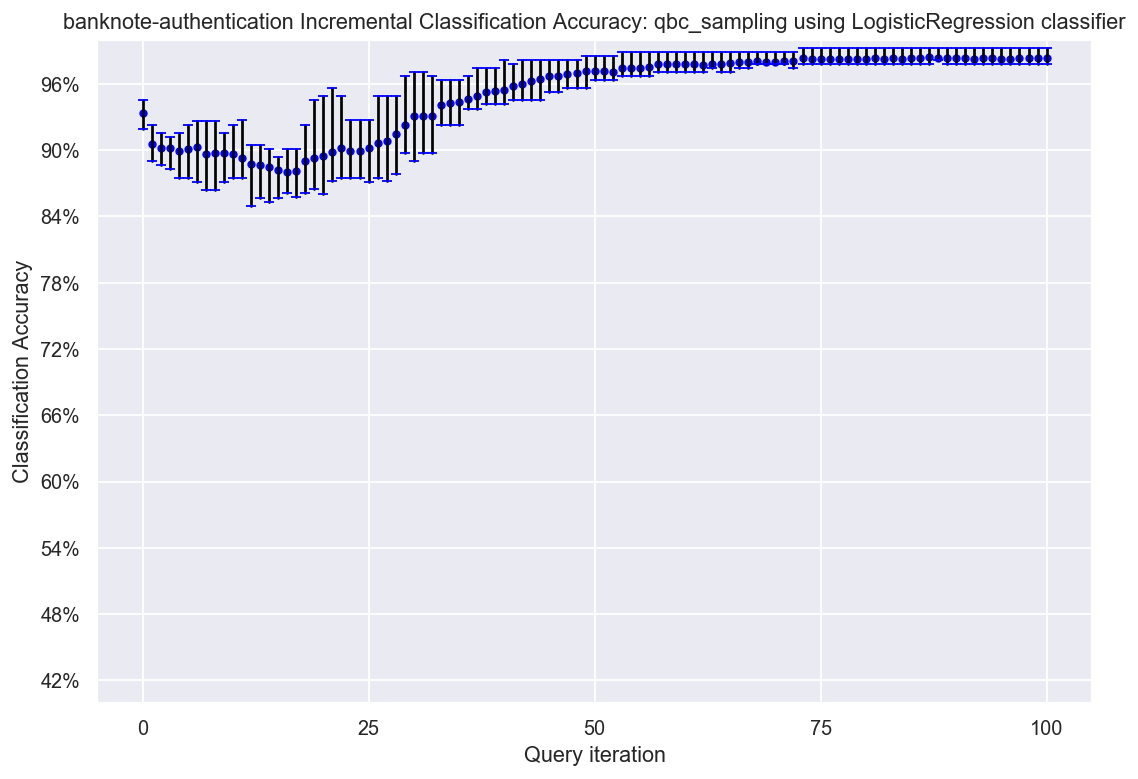 banknote-authentication Incremental Classification Accuracy: qbc_sampling using LogisticRegression classifier
Classification Accuracy
96%
90%
84%
78%
72%
66%
60%
54%
48%
42%
0 25 50 75 100
Query iteration